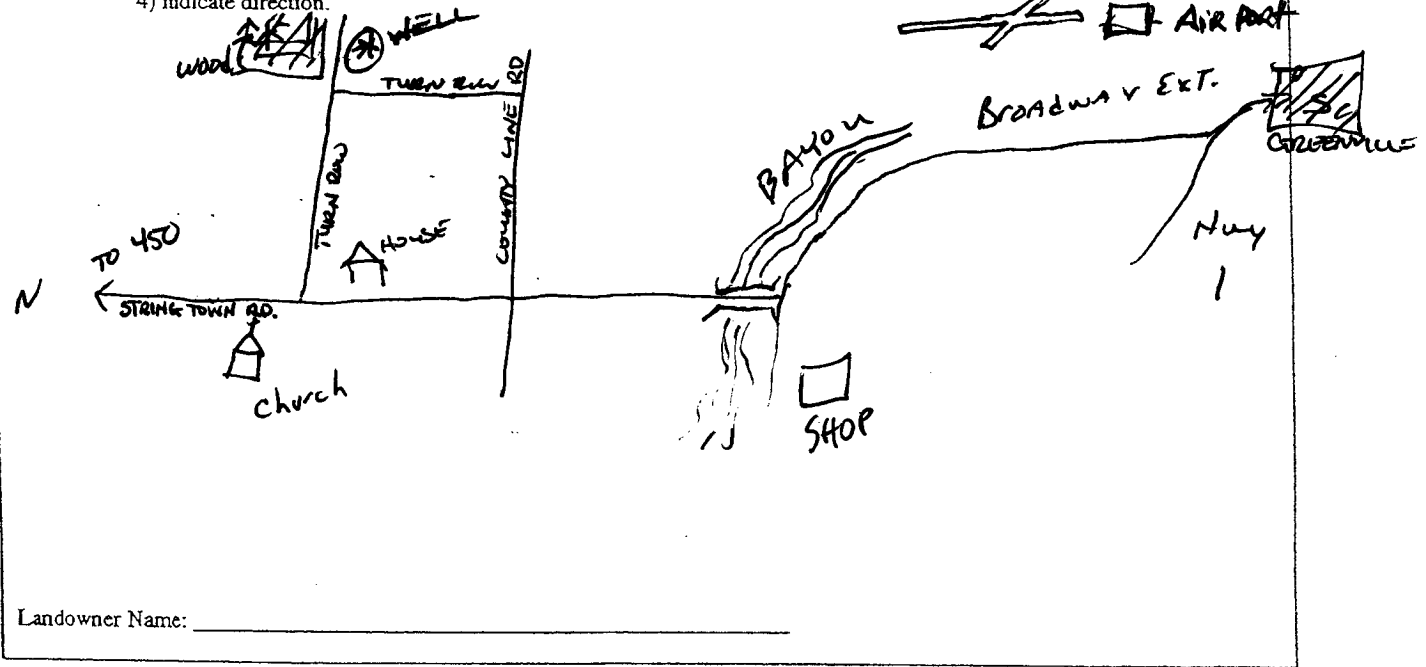 4) Indicate direction.
WELL
AIR PORT
WOODS
TURN ROW
RD
COUNTY LINE
BROADWAY EXT.
TO
GREENVILLE
BAYOU
TURN ROW
HOUSE
Hwy
1
TO 450
N
STRING TOWN RD.
Church
SHOP
Landowner Name: